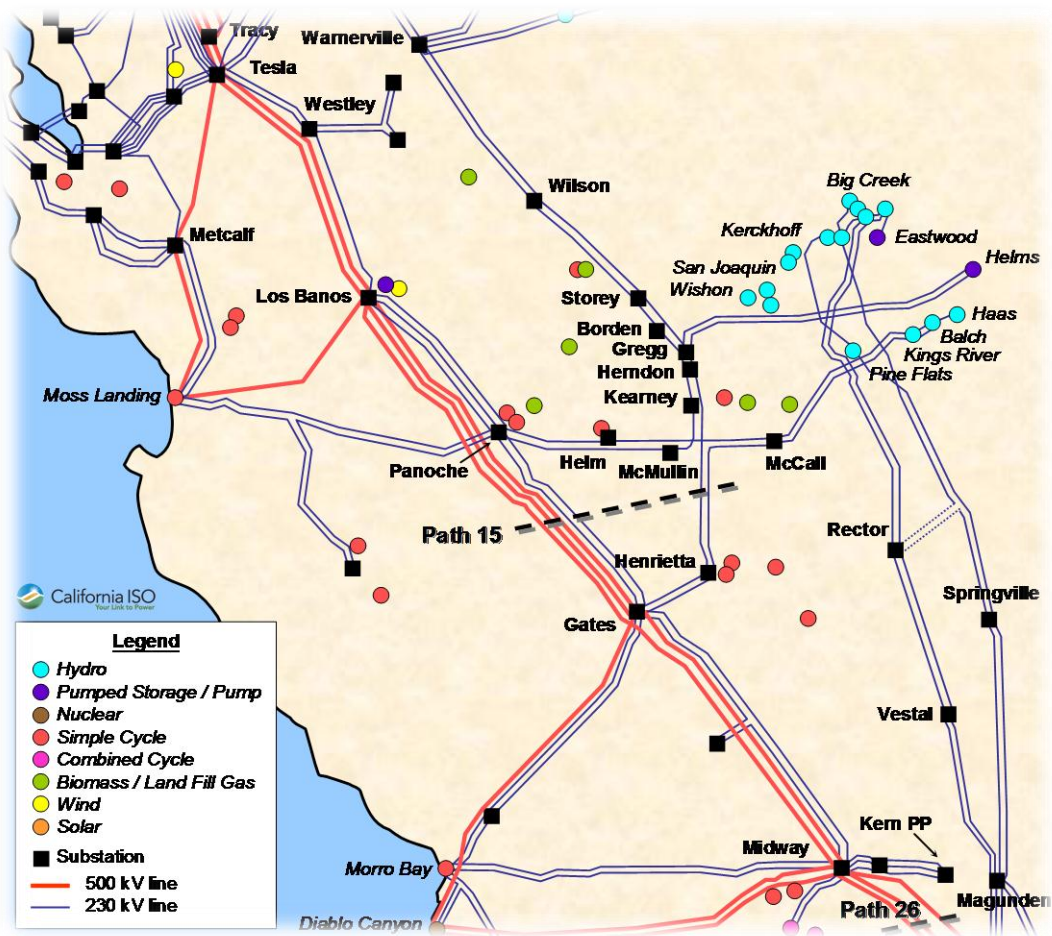 Tracy
Warnerville
Tesla
Westley
Wilson
Big Creek
Metcalf
Kerckhoff
Eastwood
Helms
San Joaquin
Los Banos
Wishon
Storey
Haas
Borden
Balch
Gregg
Kings River
Herndon
Pine Flats
Kearney
Moss Landing
Panoche
Helm
McMullin
McCall
Path 15
Rector
Henrietta
Springville
California ISO
Your Link to Power
Gates
Legend
Hydro
Pumped Storage / Pump
Nuclear
Simple Cycle
Combined Cycle
Biomass / Land Fill Gas
Wind
Solar
Substation
500 kV line
230 kV line
Vestal
Kern PP
Midway
Morro Bay
Magunden
Path 26
Diablo Canyon